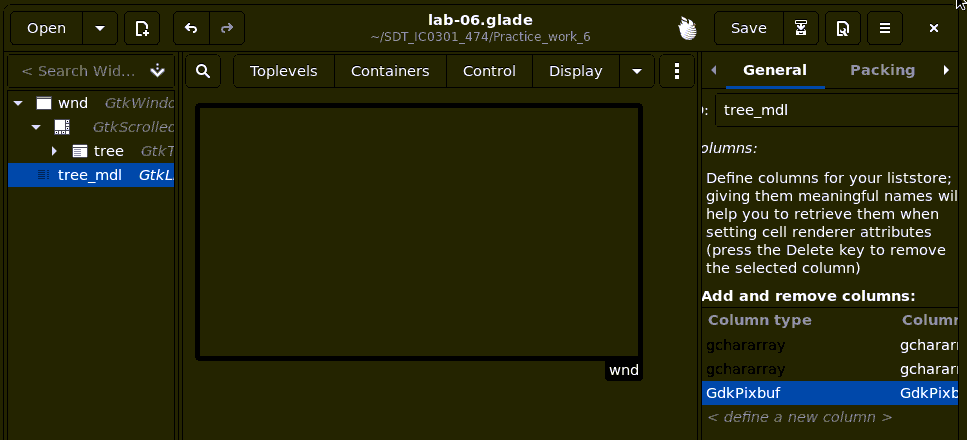 Open
lab-06.glade
~/SDT_IC0301_474/Practice_work_6
Save
< Search Wid...
Toplevels
Containers
Control
Display
General
Packing
wnd GtkWindo
GtkScrolled
tree GtkT
tree_mdl GtkL
wnd
: tree_mdl
olumns:
Define columns for your liststore;
giving them meaningful names wil
help you to retrieve them when
setting cell renderer attributes
(press the Delete key to remove
the selected column)
Add and remove columns:
Column type Column
gchararray gcharar
gchararray gcharar
GdkPixbuf GdkPixb
< define a new column >